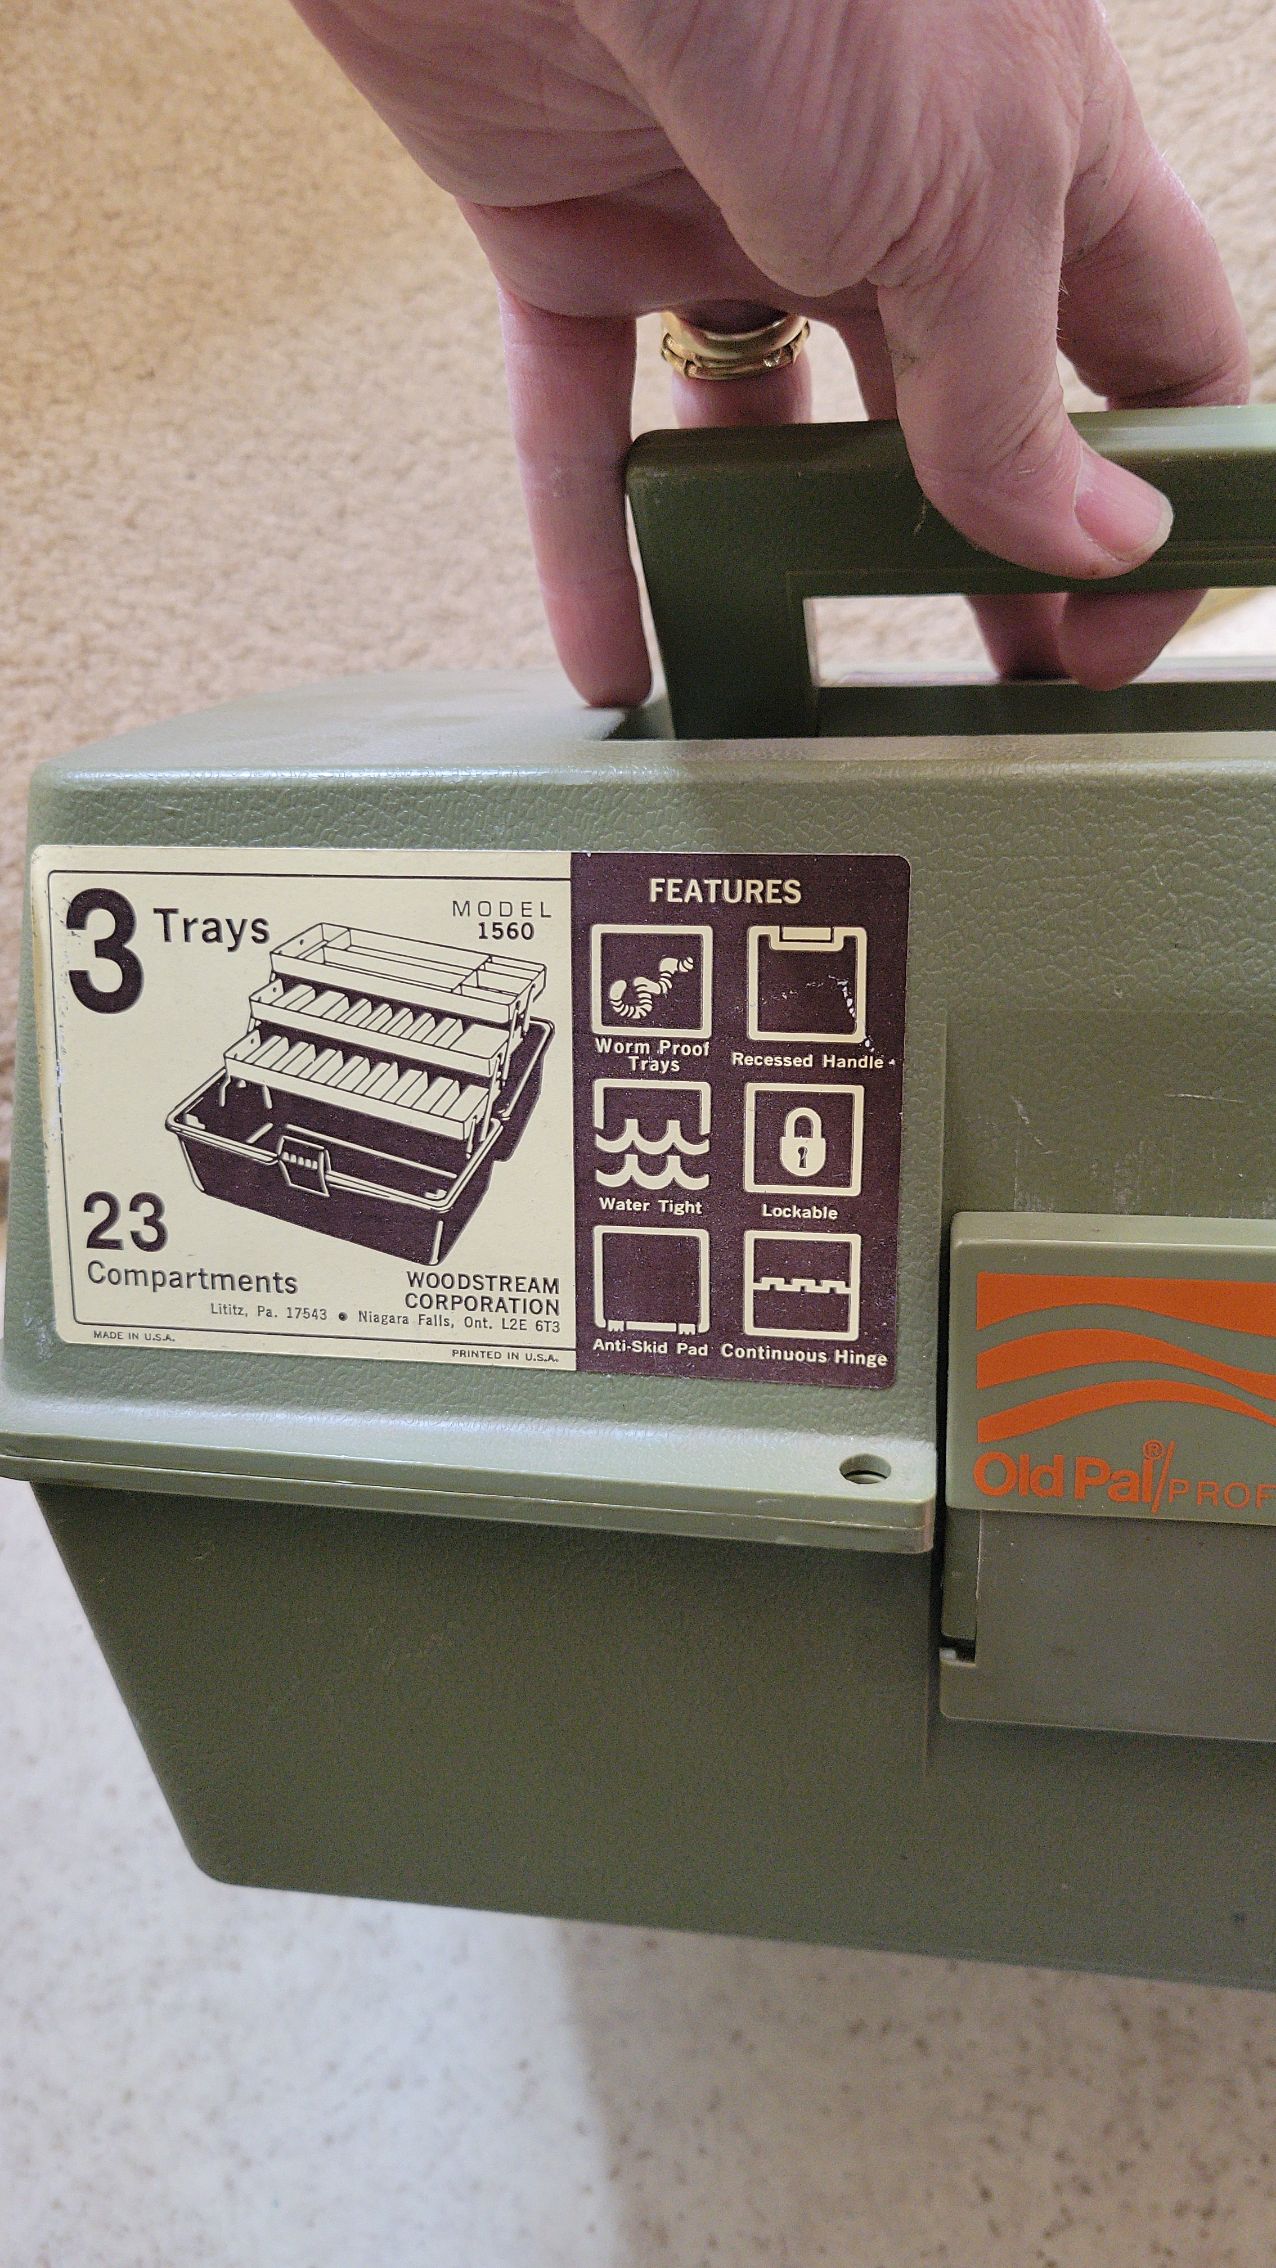 3 Trays
MODEL
1560
23
Compartments
WOODSTREAM
CORPORATION
Lititz, Pa. 17543 • Niagara Falls, Ont. L2E 6T3
MADE IN U.S.A.
PRINTED IN U.S.A.
FEATURES
Worm Proof
Trays
Recessed Handle
Water Tight
Lockable
Anti-Skid Pad
Continuous Hinge
Old Pal®/PROF